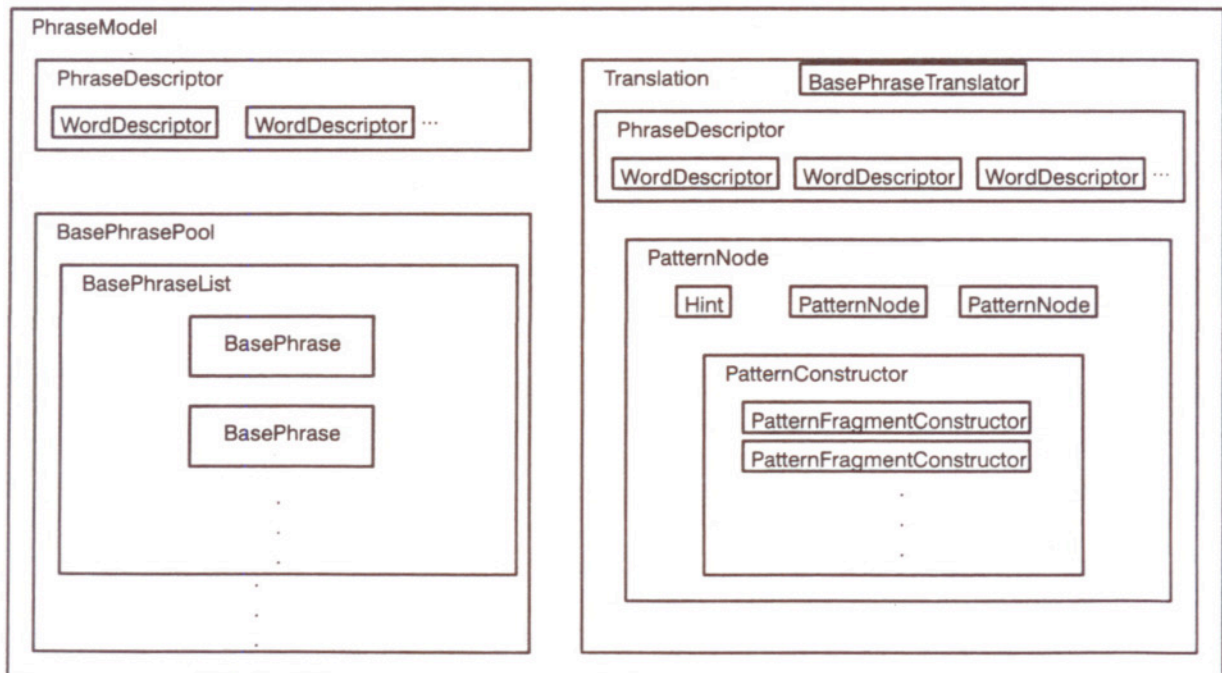 PhraseModel
PhraseDescriptor
WordDescriptor WordDescriptor ...
BasePhrasePool
BasePhraseList
BasePhrase
BasePhrase
.
.
.
.
.
.
Translation BasePhraseTranslator
PhraseDescriptor
WordDescriptor WordDescriptor WordDescriptor ...
PatternNode
Hint PatternNode PatternNode
PatternConstructor
PatternFragmentConstructor
PatternFragmentConstructor
.
.
.